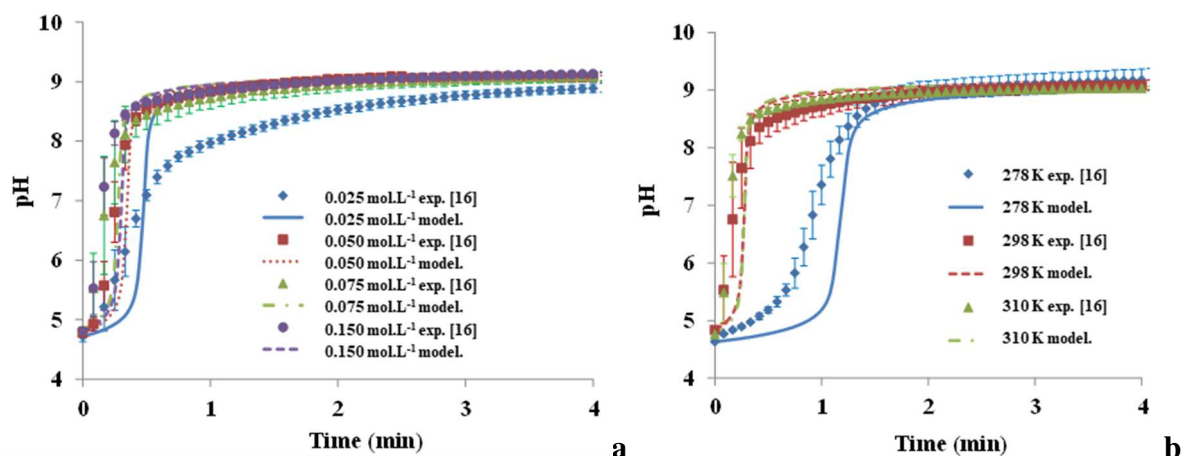 10
9
8
7
6
5
4
pH
0
1
2
3
4
Time (min)
0.025 mol.L⁻¹ exp. [16]
0.025 mol.L⁻¹ model.
0.050 mol.L⁻¹ exp. [16]
0.050 mol.L⁻¹ model.
0.075 mol.L⁻¹ exp. [16]
0.075 mol.L⁻¹ model.
0.150 mol.L⁻¹ exp. [16]
0.150 mol.L⁻¹ model.
a
10
9
8
7
6
5
4
pH
0
1
2
3
4
Time (min)
278 K exp. [16]
278 K model.
298 K exp. [16]
298 K model.
310 K exp. [16]
310 K model.
b